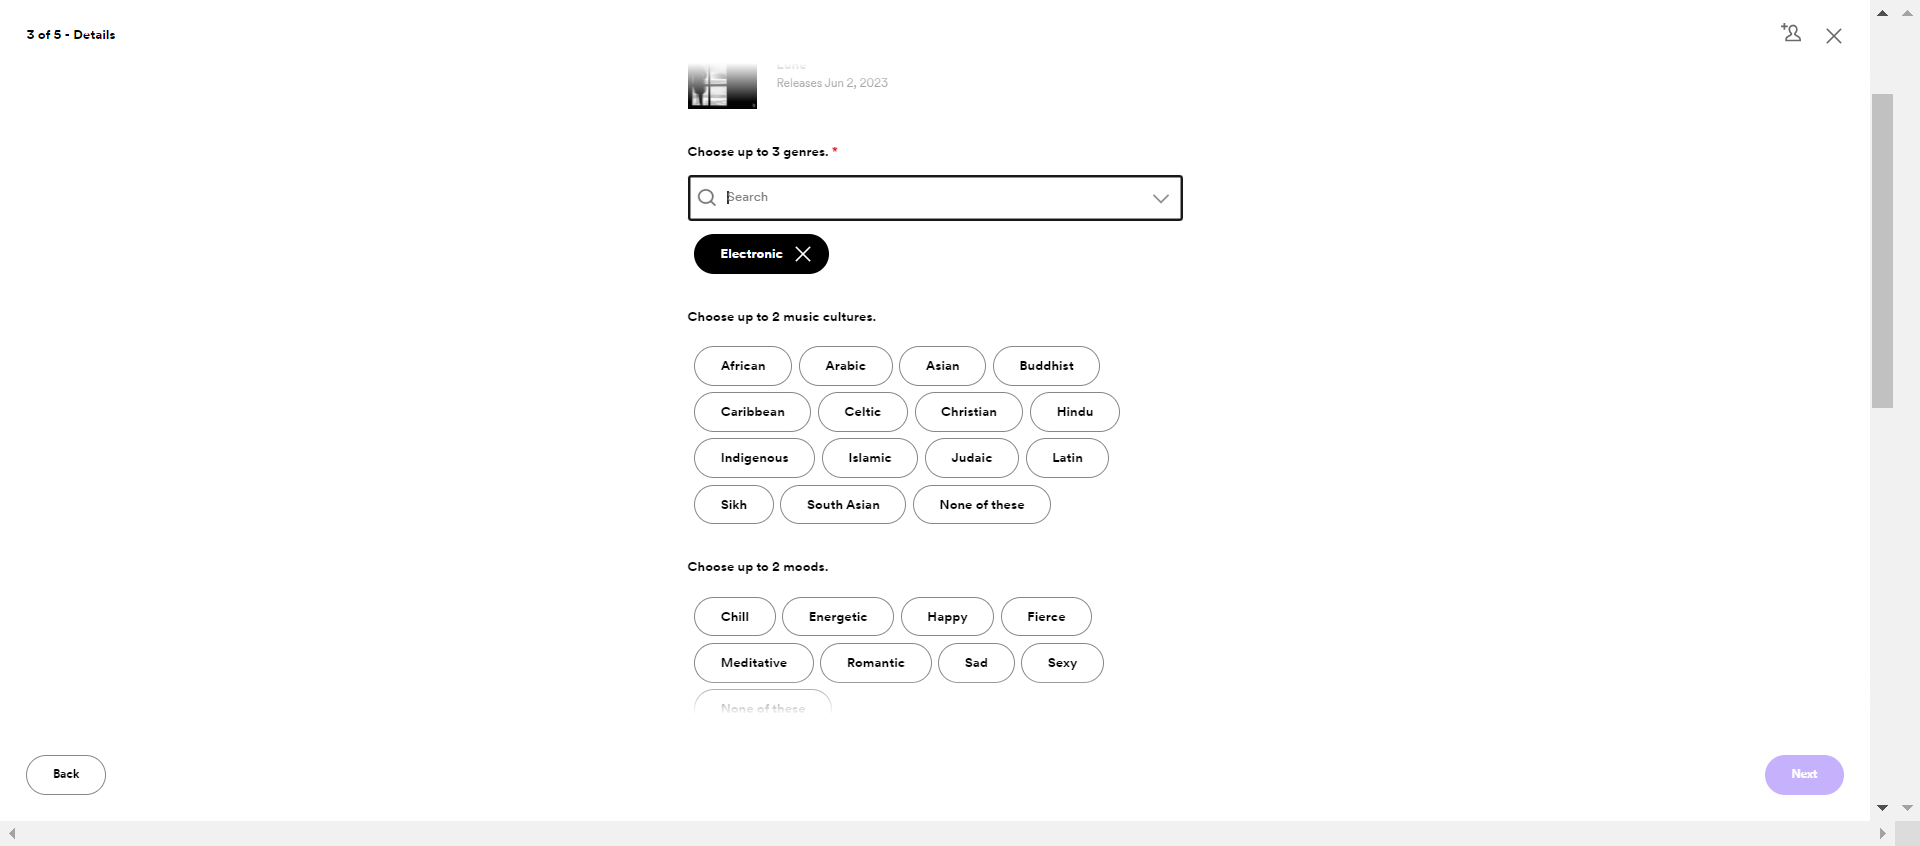 3 of 5 - Details
Releases Jun 2, 2023
Choose up to 3 genres. *
Search
Electronic
Choose up to 2 music cultures.
African Arabic Asian Buddhist
Caribbean Celtic Christian Hindu
Indigenous Islamic Judaic Latin
Sikh South Asian None of these
Choose up to 2 moods.
Chill Energetic Happy Fierce
Meditative Romantic Sad Sexy
None of these
Back Next